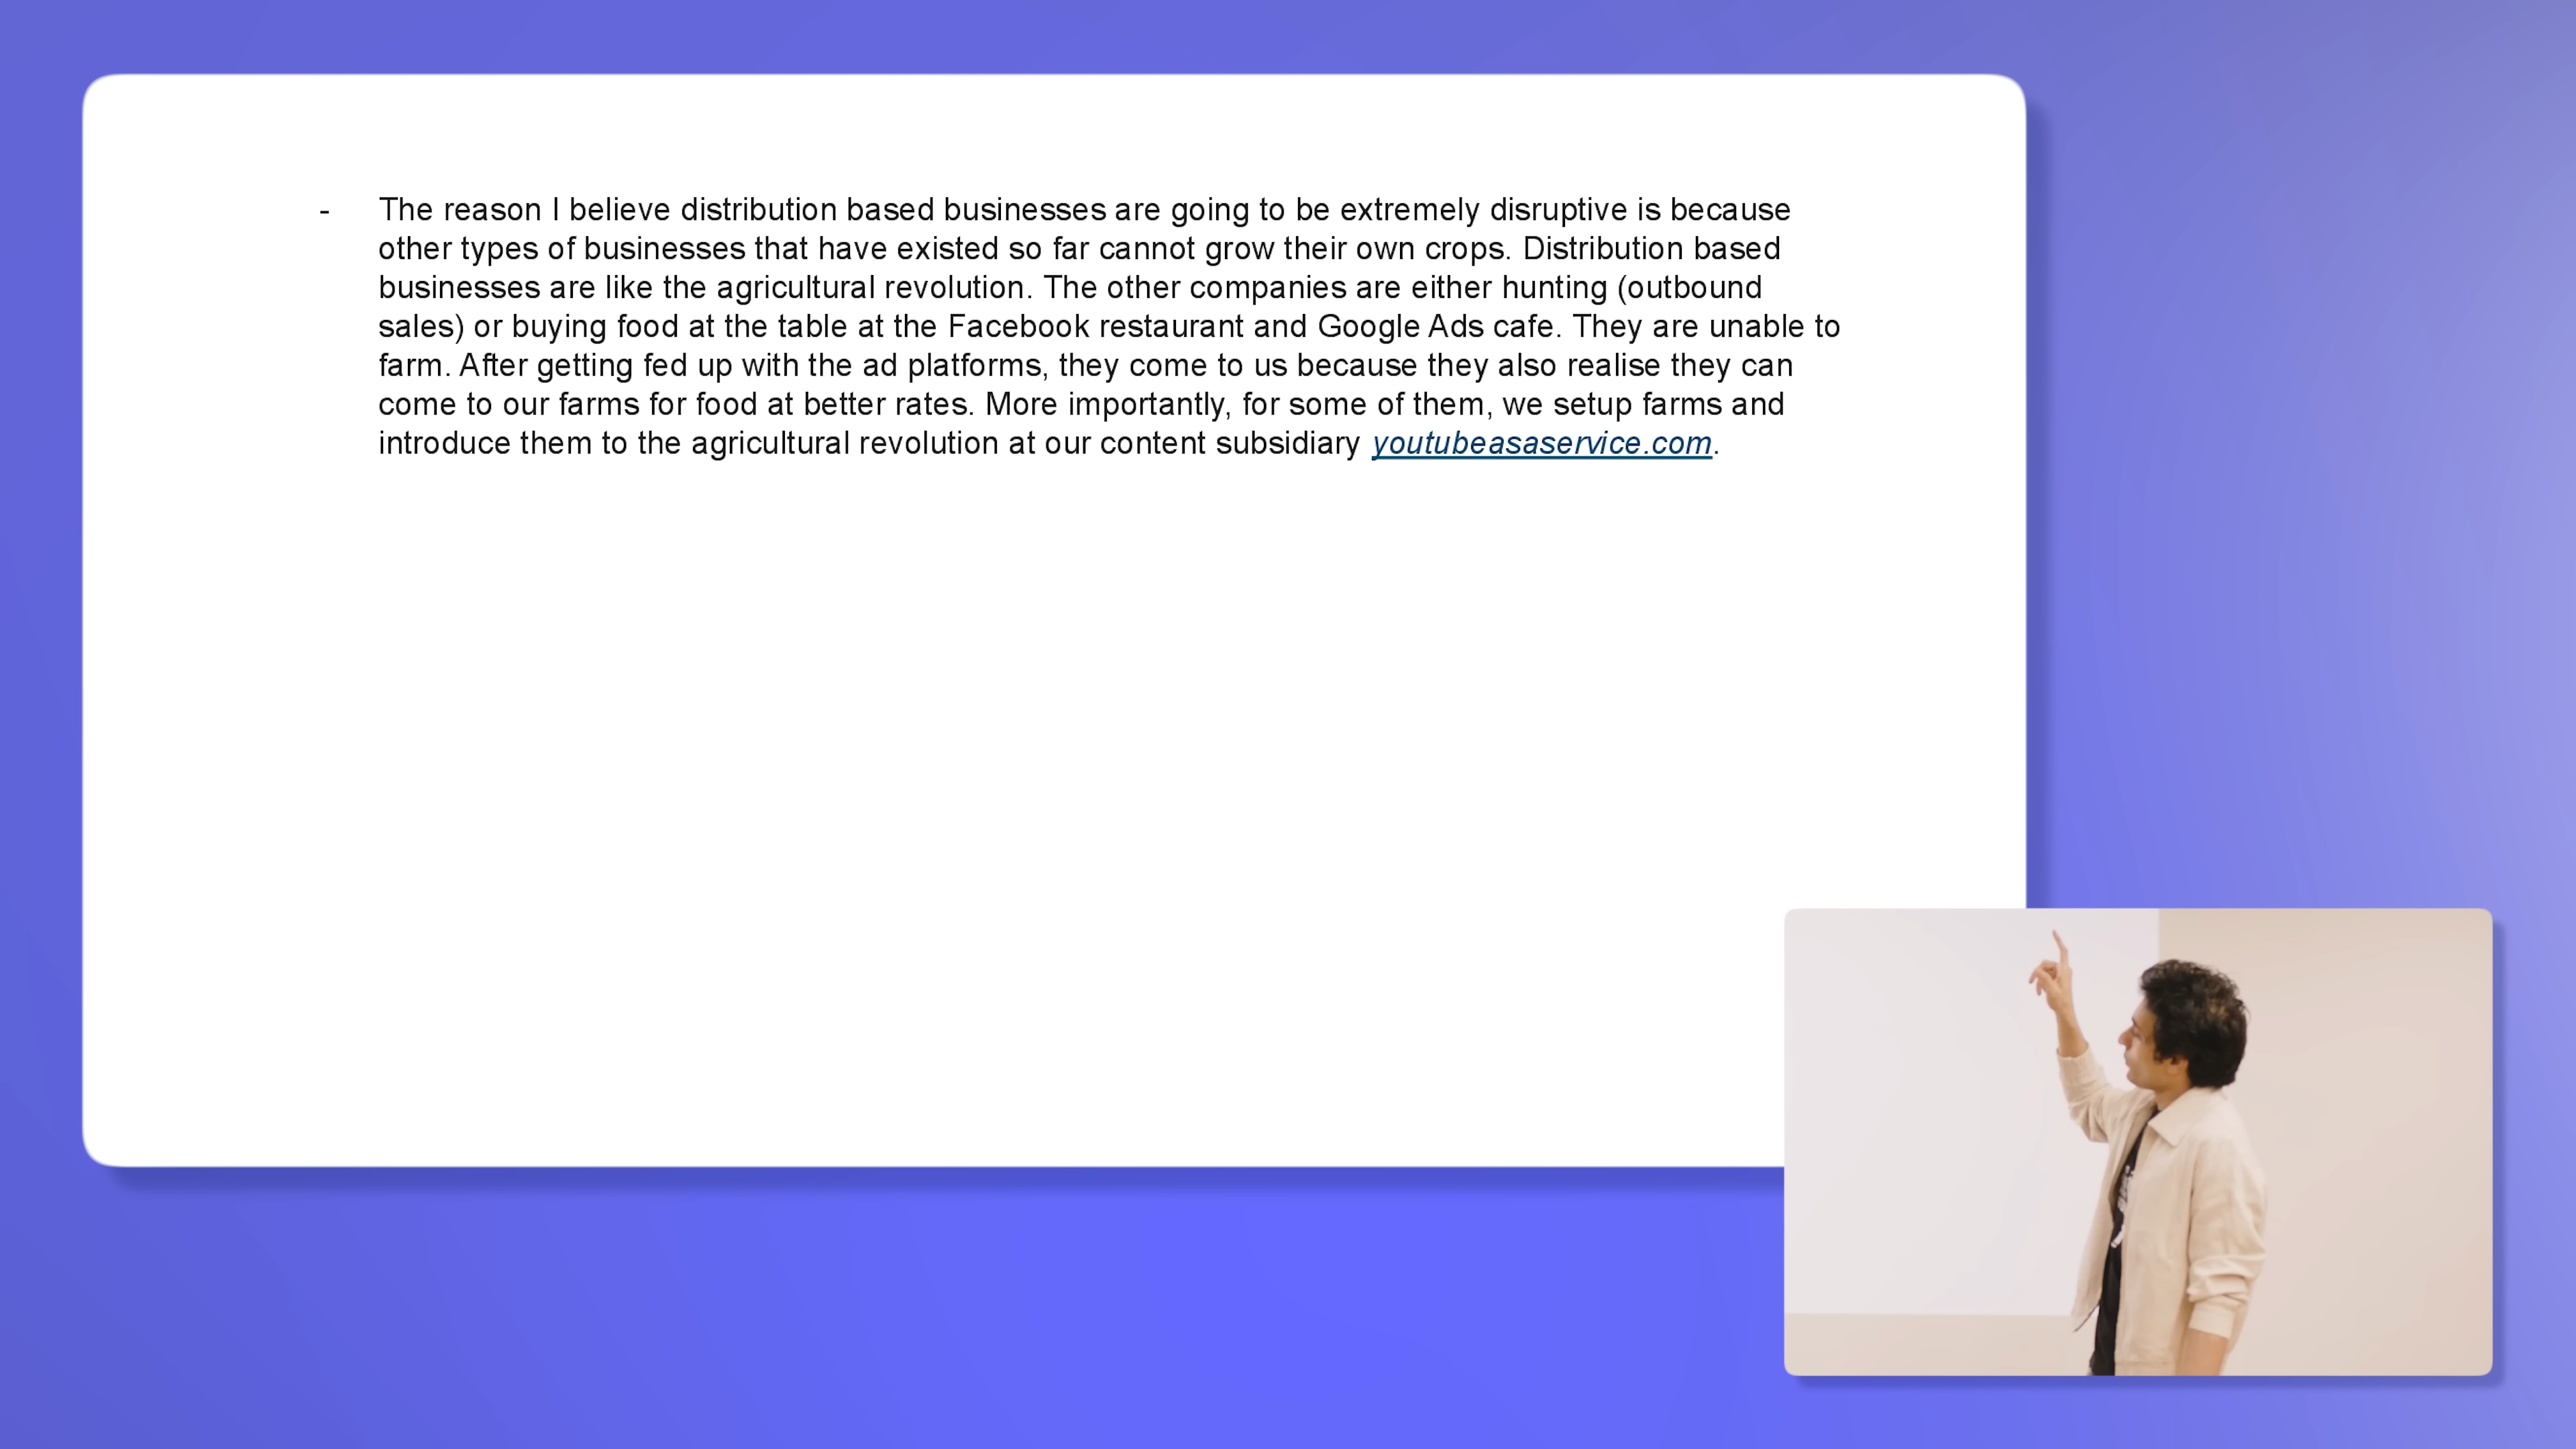 - The reason I believe distribution based businesses are going to be extremely disruptive is because
other types of businesses that have existed so far cannot grow their own crops. Distribution based
businesses are like the agricultural revolution. The other companies are either hunting (outbound
sales) or buying food at the table at the Facebook restaurant and Google Ads cafe. They are unable to
farm. After getting fed up with the ad platforms, they come to us because they also realise they can
come to our farms for food at better rates. More importantly, for some of them, we setup farms and
introduce them to the agricultural revolution at our content subsidiary youtubeasaservice.com.